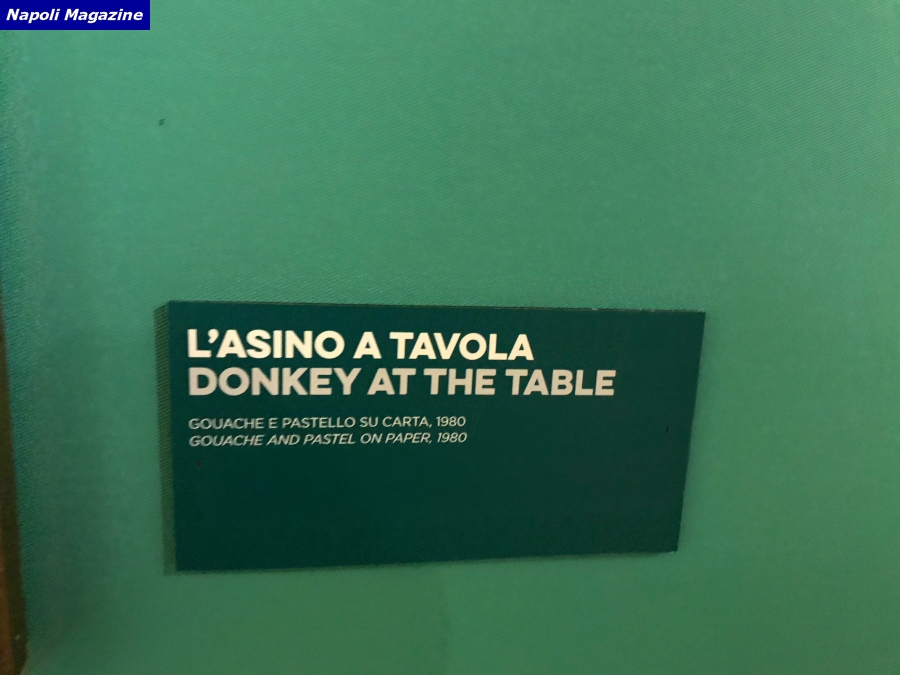 Napoli Magazine
L'ASINO A TAVOLA
DONKEY AT THE TABLE
GOUACHE E PASTELLO SU CARTA, 1980
GOUACHE AND PASTEL ON PAPER, 1980